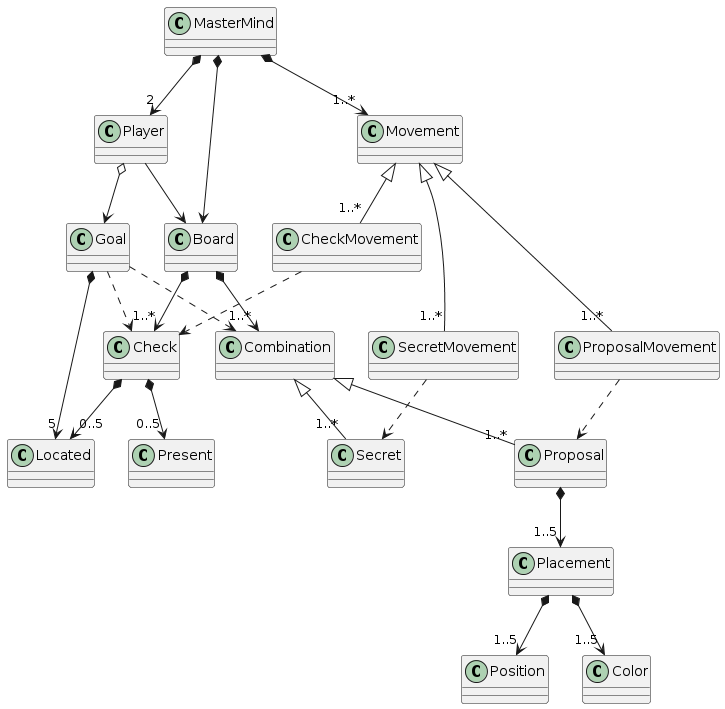 C MasterMind
2
1..*
C Player
C Movement
1..*
C Goal
C Board
C CheckMovement
1..*
1..*
1..*
1..*
C Check
C Combination
C SecretMovement
C ProposalMovement
5
0..5
0..5
1..*
1..*
C Located
C Present
C Secret
C Proposal
1..5
C Placement
1..5
1..5
C Position
C Color